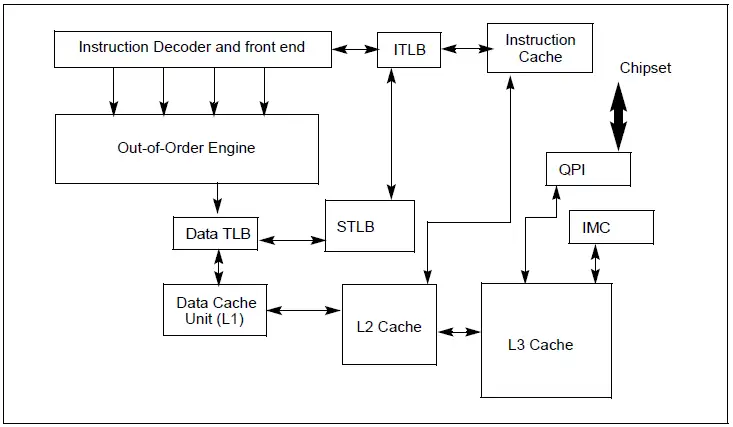 Instruction Decoder and front end
ITLB
Instruction
Cache
Chipset
Out-of-Order Engine
QPI
Data TLB
STLB
IMC
Data Cache
Unit (L1)
L2 Cache
L3 Cache